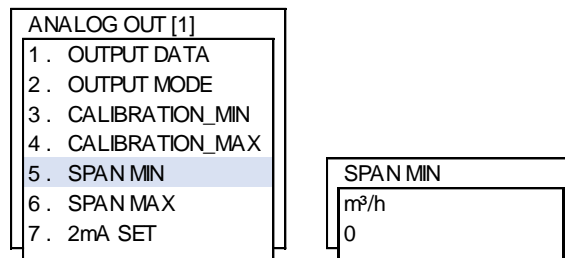 ANALOG OUT [1]
1. OUTPUT DATA
2. OUTPUT MODE
3. CALIBRATION_MIN
4. CALIBRATION_MAX
5. SPAN MIN
6. SPAN MAX
7. 2mA SET
SPAN MIN
m³/h
0